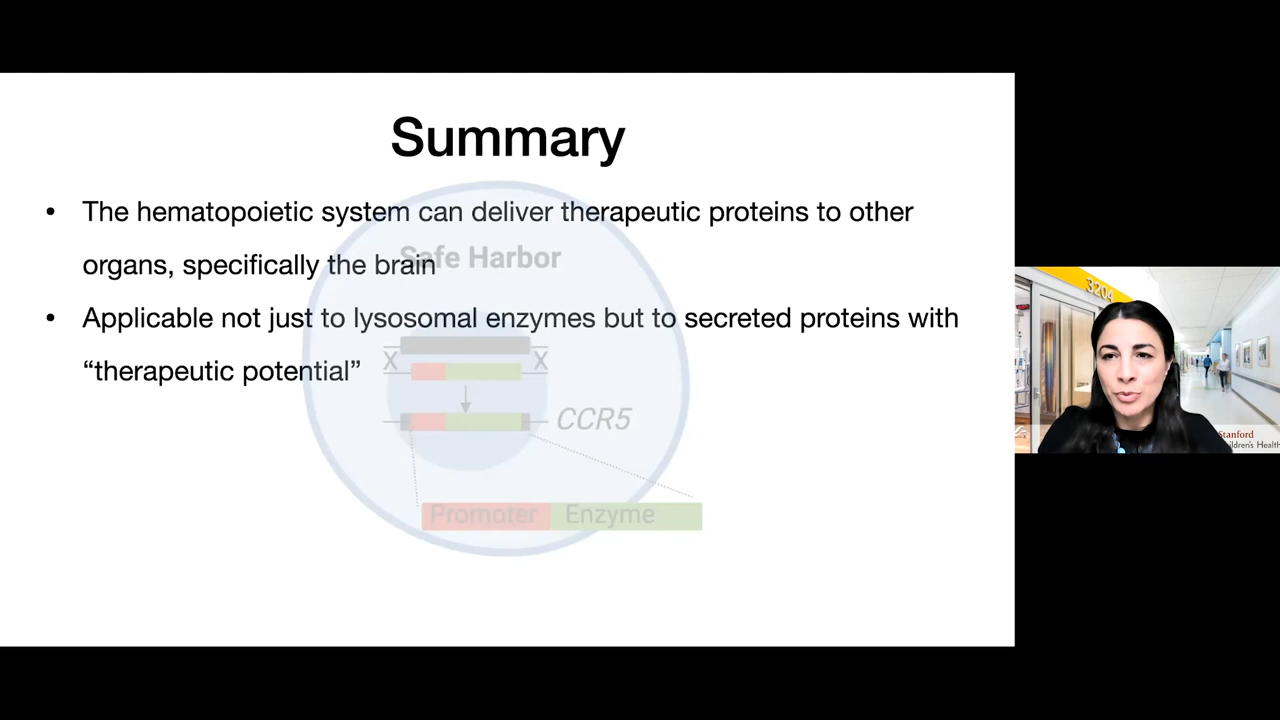 Summary
• The hematopoietic system can deliver therapeutic proteins to other
organs, specifically the brain
Safe Harbor
• Applicable not just to lysosomal enzymes but to secreted proteins with
“therapeutic potential”
X X
CCR5
Promoter Enzyme
3204
Stanford
Children's Health